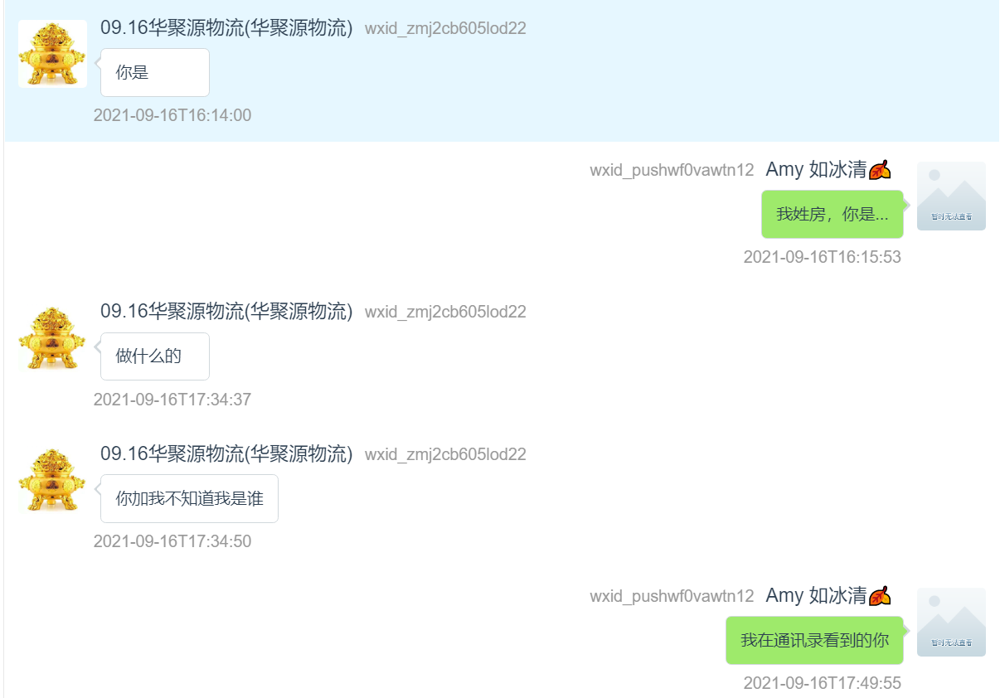 09.16华聚源物流(华聚源物流) wxid_zmj2cb605lod22
你是
2021-09-16T16:14:00
wxid_pushwf0vawtn12 Amy 如冰清🍂
我姓房，你是...
暂时无法查看
2021-09-16T16:15:53
09.16华聚源物流(华聚源物流) wxid_zmj2cb605lod22
做什么的
2021-09-16T17:34:37
09.16华聚源物流(华聚源物流) wxid_zmj2cb605lod22
你加我不知道我是谁
2021-09-16T17:34:50
wxid_pushwf0vawtn12 Amy 如冰清🍂
我在通讯录看到的你
暂时无法查看
2021-09-16T17:49:55